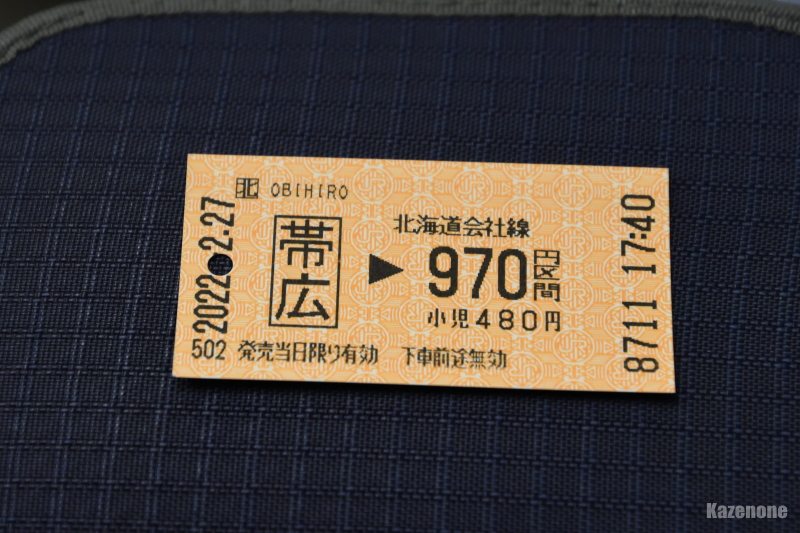 北 OBIHIRO
帯広
▶
北海道会社線
970円区間
小児480円
502 発売当日限り有効 下車前途無効
2022.-2.27
8711 17:40
Kazenone